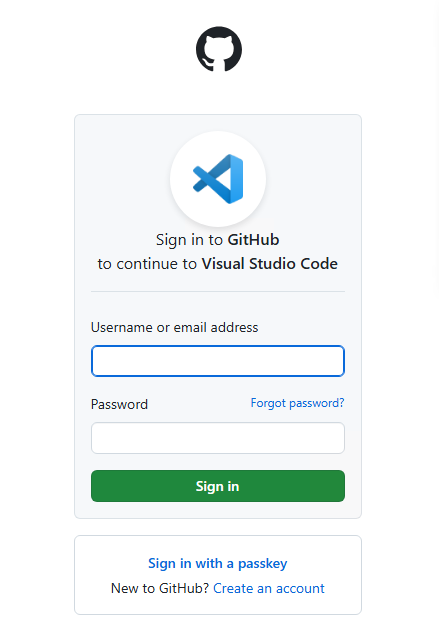 Sign in to GitHub
to continue to Visual Studio Code
Username or email address
Password
Forgot password?
Sign in
Sign in with a passkey
New to GitHub? Create an account